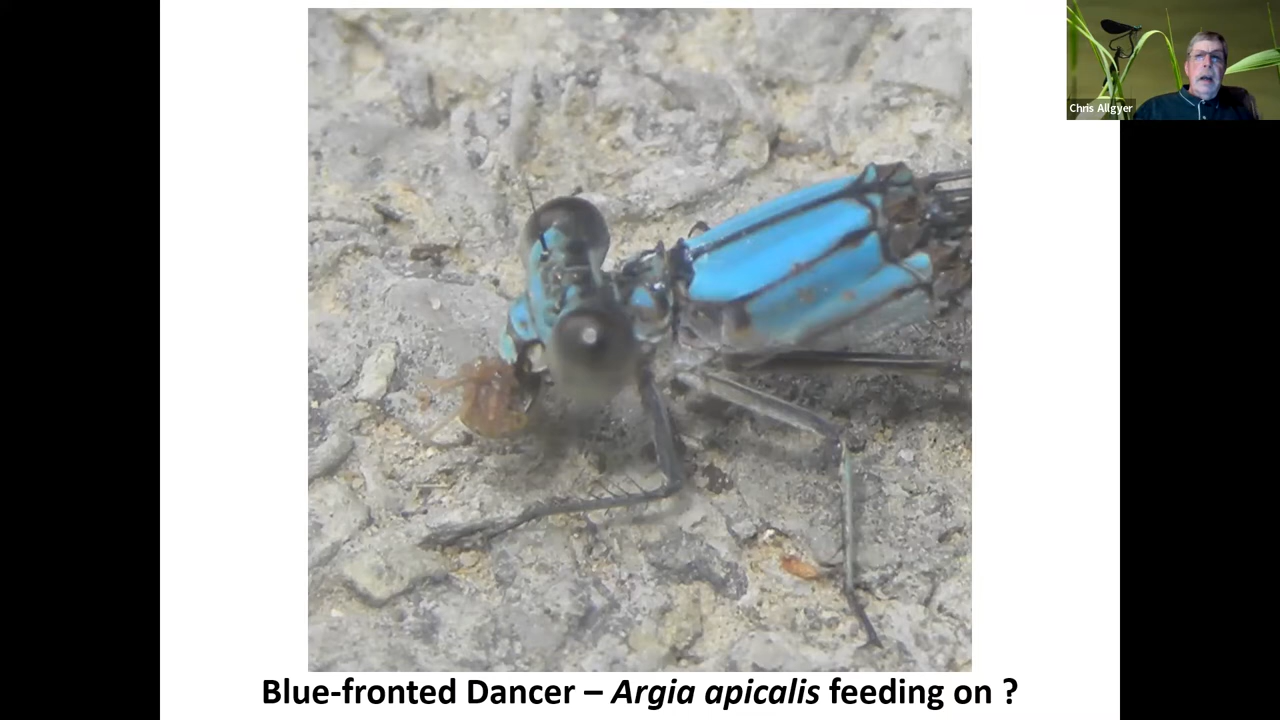 Chris Allgyer
Blue-fronted Dancer – Argia apicalis feeding on ?